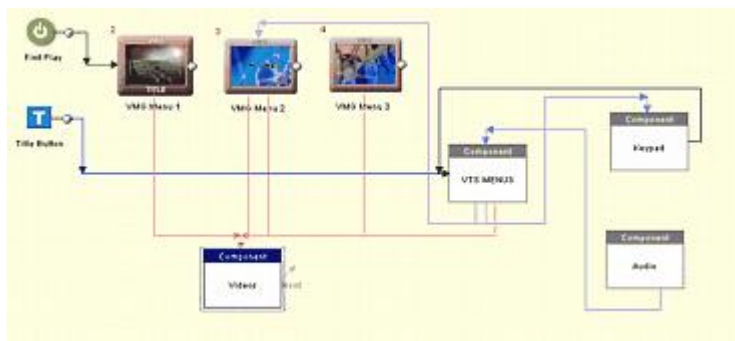 2
3
4
First Play
TITLE
VMG Menu 1
VMG Menu 2
VMG Menu 3
T
Title Button
Component
Keypad
Component
VTS MENUS
Component
Audio
Component
Videos